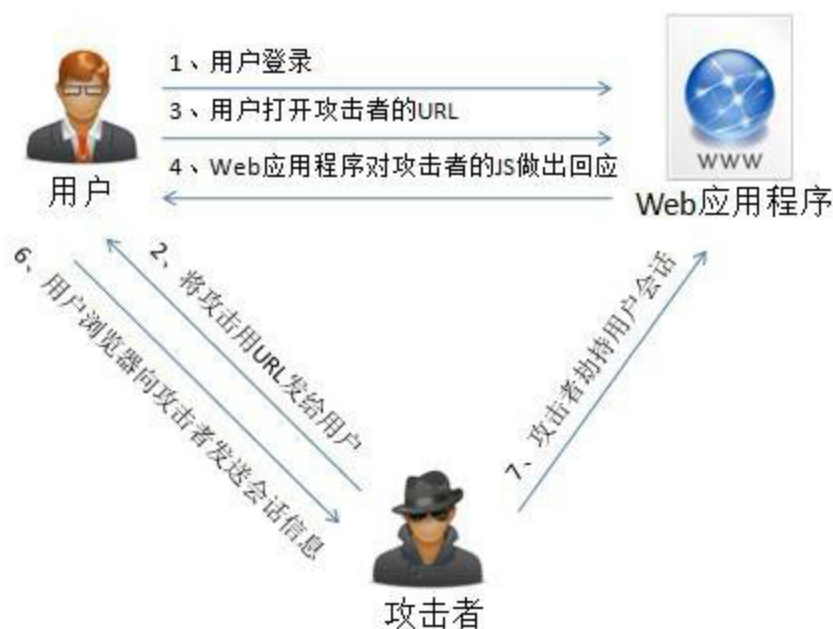 1、用户登录
3、用户打开攻击者的URL
4、Web应用程序对攻击者的JS做出回应
www
用户
Web应用程序
2、将攻击用URL发给用户
6、用户浏览器向攻击者发送会话信息
7、攻击者劫持用户会话
攻击者